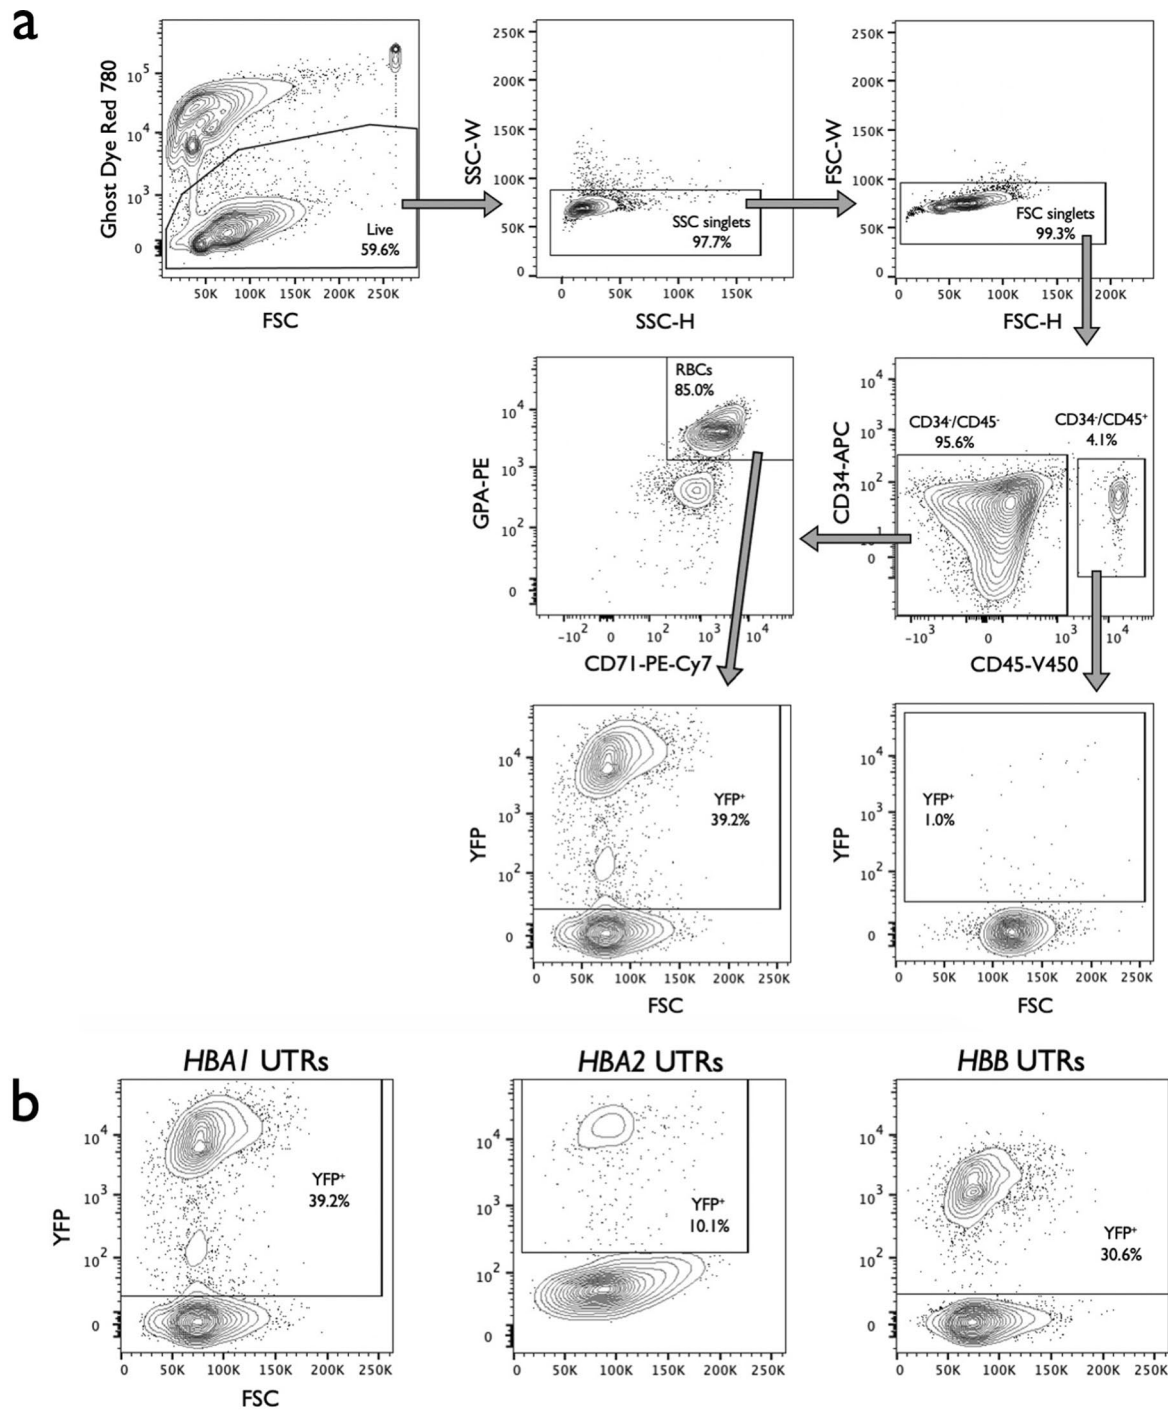 a
Ghost Dye Red 780
10^5
10^4
10^3
0
Live
59.6%
50K 100K 150K 200K 250K
FSC
SSC-W
250K
200K
150K
100K
50K
0
SSC singlets
97.7%
0 50K 100K 150K
SSC-H
FSC-W
250K
200K
150K
100K
50K
0
FSC singlets
99.3%
0 50K 100K 150K 200K
FSC-H
GPA-PE
10^4
10^3
10^2
0
RBCs
85.0%
-10^2 0 10^2 10^3 10^4
CD71-PE-Cy7
CD34-APC
10^4
10^3
10^2
0
CD34-/CD45-
95.6%
CD34-/CD45+
4.1%
-10^3 0 10^3 10^4
CD45-V450
YFP
10^4
10^3
10^2
0
YFP+
39.2%
0 50K 100K 150K 200K 250K
FSC
YFP
10^4
10^3
10^2
0
YFP+
1.0%
0 50K 100K 150K 200K 250K
FSC
b
HBA1 UTRs
YFP
10^4
10^3
10^2
0
YFP+
39.2%
0 50K 100K 150K 200K 250K
FSC
HBA2 UTRs
10^4
10^3
10^2
0
YFP+
10.1%
0 50K 100K 150K 200K 250K
HBB UTRs
10^4
10^3
10^2
0
YFP+
30.6%
0 50K 100K 150K 200K 250K